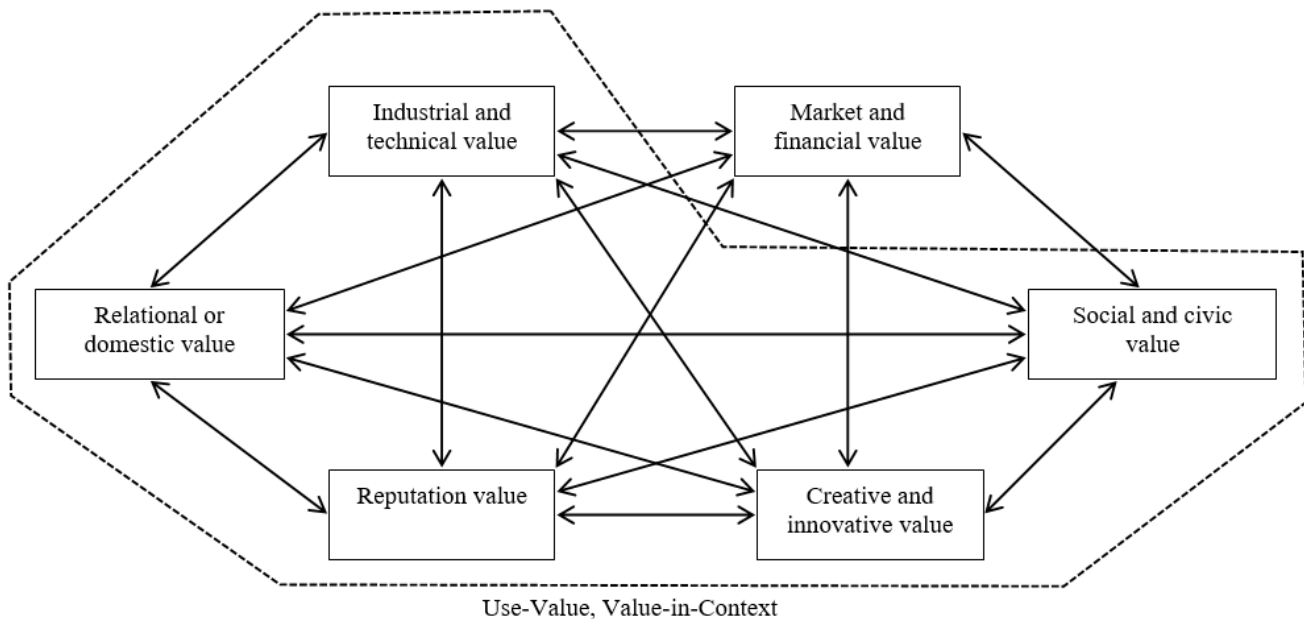 Industrial and
technical value
Market and
financial value
Relational or
domestic value
Social and civic
value
Reputation value
Creative and
innovative value
Use-Value, Value-in-Context